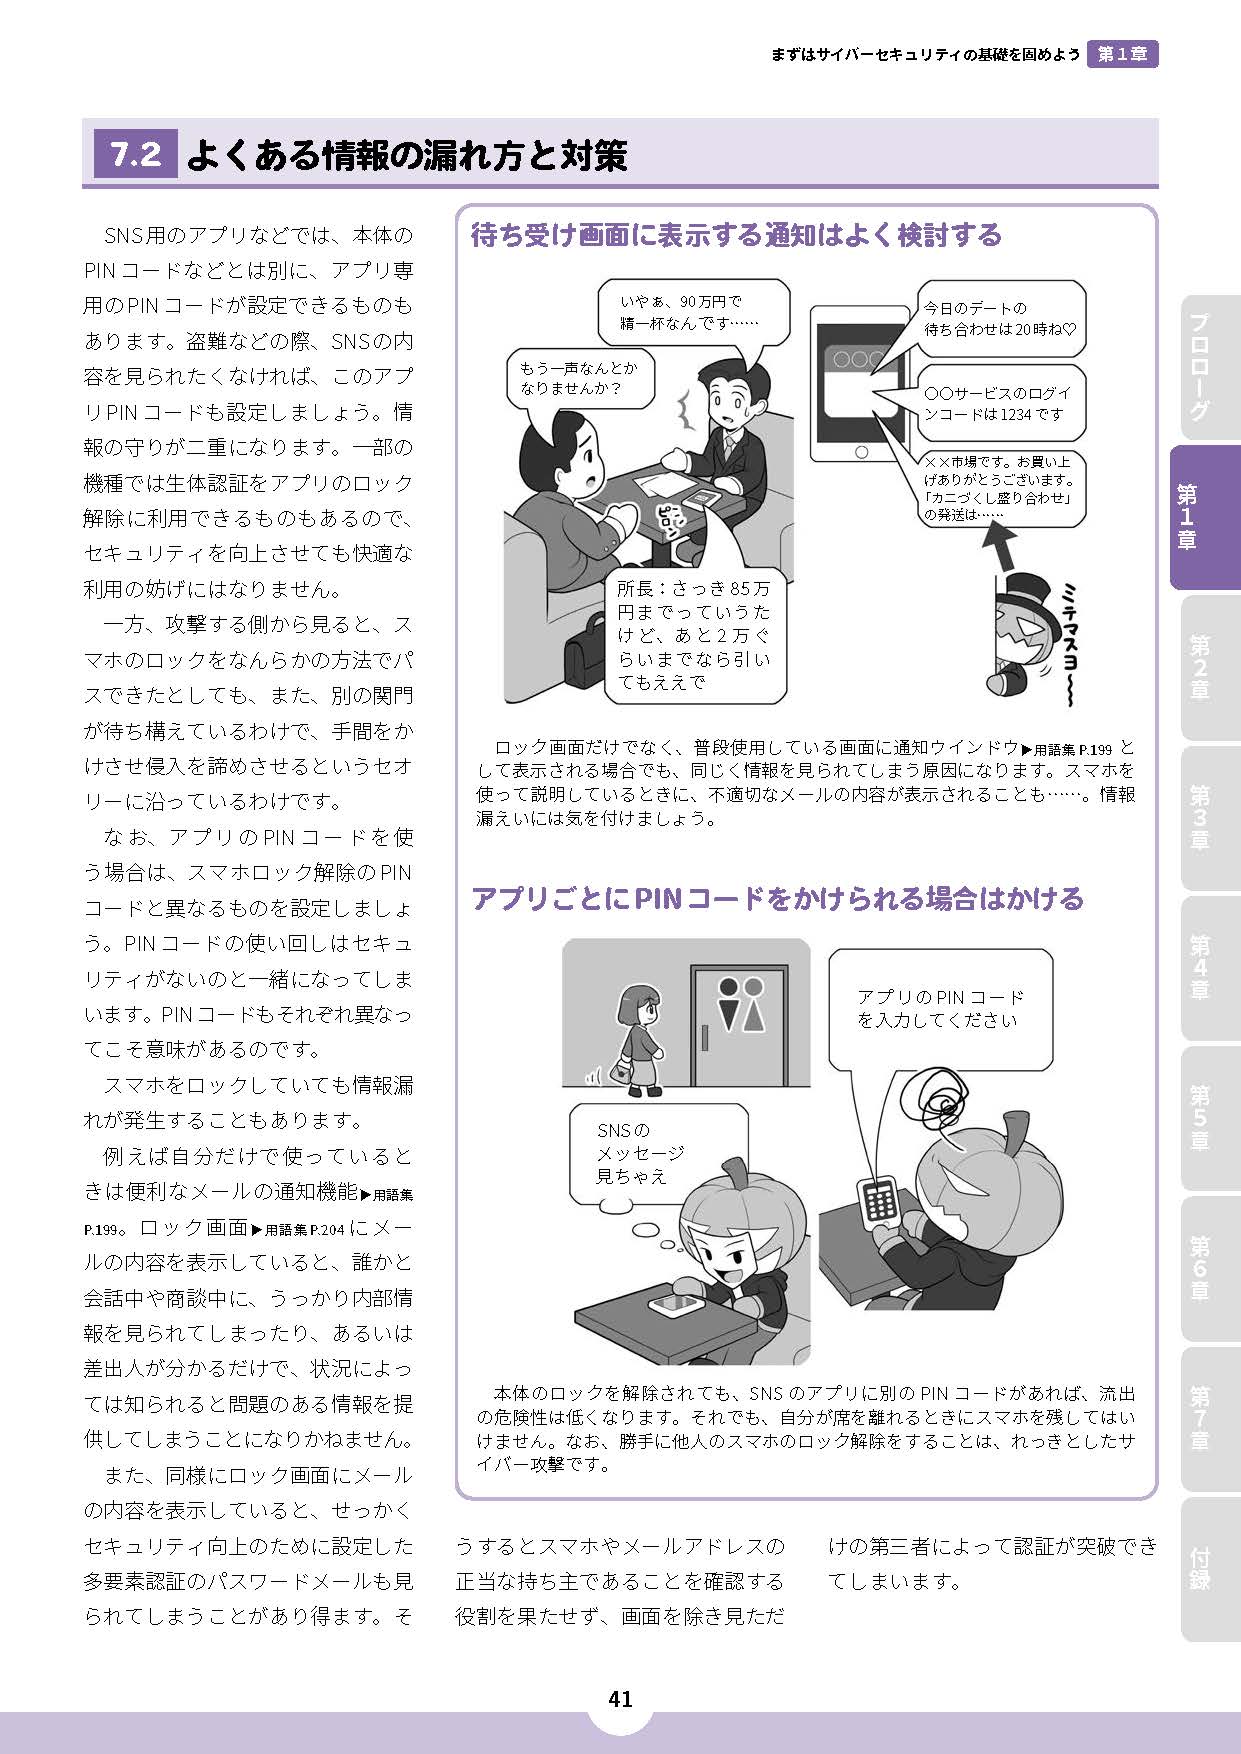 まずはサイバーセキュリティの基礎を固めよう 第1章
7.2 よくある情報の漏れ方と対策
SNS用のアプリなどでは、本体の
PINコードなどとは別に、アプリ専
用のPINコードが設定できるものも
あります。盗難などの際、SNSの内
容を見られたくなければ、このアプ
リPINコードも設定しましょう。情
報の守りが二重になります。一部の
機種では生体認証をアプリのロック
解除に利用できるものもあるので、
セキュリティを向上させても快適な
利用の妨げにはなりません。
一方、攻撃する側から見ると、ス
マホのロックをなんらかの方法でパ
スできたとしても、また、別の関門
が待ち構えているわけで、手間をか
けさせ侵入を諦めさせるというセオ
リーに沿っているわけです。
なお、アプリのPINコードを使
う場合は、スマホロック解除のPIN
コードと異なるものを設定しましょ
う。PINコードの使い回しはセキュ
リティがないのと一緒になってしま
います。PINコードもそれぞれ異なっ
てこそ意味があるのです。
スマホをロックしていても情報漏
れが発生することもあります。
例えば自分だけで使っていると
きは便利なメールの通知機能▶用語集
P.199。ロック画面▶用語集P.204にメー
ルの内容を表示していると、誰かと
会話中や商談中に、うっかり内部情
報を見られてしまったり、あるいは
差出人が分かるだけで、状況によっ
ては知られると問題のある情報を提
供してしまうことになりかねません。
また、同様にロック画面にメール
の内容を表示していると、せっかく
セキュリティ向上のために設定した
多要素認証のパスワードメールも見
られてしまうことがあり得ます。そ
うするとスマホやメールアドレスの
正当な持ち主であることを確認する
役割を果たせず、画面を除き見ただ
けの第三者によって認証が突破でき
てしまいます。
待ち受け画面に表示する通知はよく検討する
いやぁ、90万円で
精一杯なんです……
もう一声なんとか
なりませんか？
ピロン
ピロン
所長：さっき85万
円までっていうた
けど、あと2万ぐ
らいまでなら引い
てもええで
〇〇〇
今日のデートの
待ち合わせは20時ね♡
〇〇サービスのログイ
ンコードは1234です
××市場です。お買い上
げありがとうございます。
「カニづくし盛り合わせ」
の発送は……
ミテマスヨ〜〜
ロック画面だけでなく、普段使用している画面に通知ウインドウ▶用語集P.199と
して表示される場合でも、同じく情報を見られてしまう原因になります。スマホを
使って説明しているときに、不適切なメールの内容が表示されることも……。情報
漏えいには気を付けましょう。
アプリごとにPINコードをかけられる場合はかける
SNSの
メッセージ
見ちゃえ
アプリのPINコード
を入力してください
本体のロックを解除されても、SNSのアプリに別のPINコードがあれば、流出
の危険性は低くなります。それでも、自分が席を離れるときにスマホを残してはい
けません。なお、勝手に他人のスマホのロック解除をすることは、れっきとしたサ
イバー攻撃です。
プロローグ
第1章
第2章
第3章
第4章
第5章
第6章
第7章
付録
41